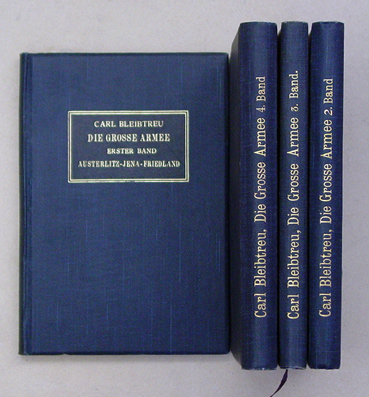 CARL BLEIBTREU
DIE GROSSE ARMEE
ERSTER BAND
AUSTERLITZ-JENA-FRIEDLAND
Carl Bleibtreu, Die Grosse Armee 4. Band
Carl Bleibtreu, Die Grosse Armee 3. Band.
Carl Bleibtreu, Die Grosse Armee 2. Band